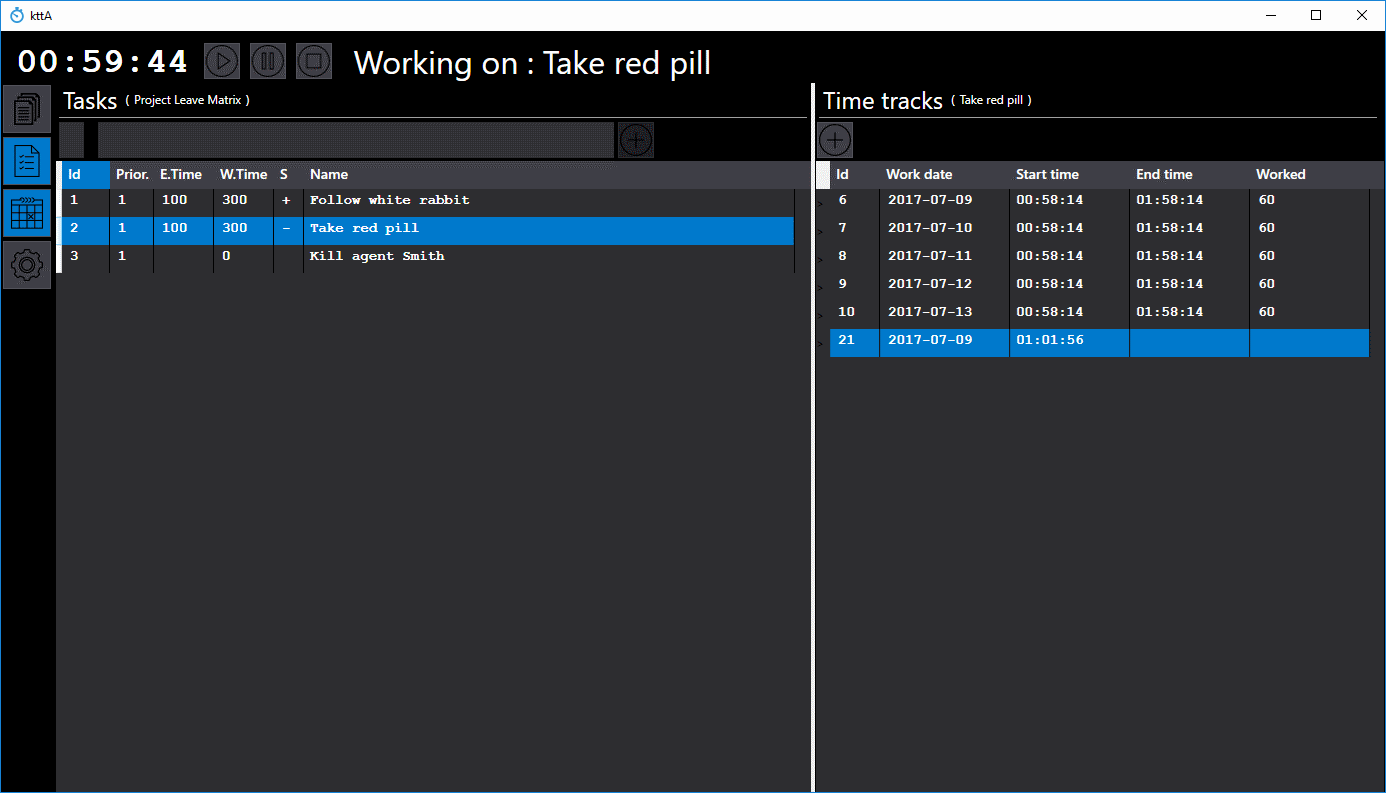 kttA
00:59:44 Working on : Take red pill
Tasks ( Project Leave Matrix )
Id Prior. E.Time W.Time S Name
1 1 100 300 + Follow white rabbit
2 1 100 300 - Take red pill
3 1 0 Kill agent Smith
Time tracks ( Take red pill )
Id Work date Start time End time Worked
> 6 2017-07-09 00:58:14 01:58:14 60
> 7 2017-07-10 00:58:14 01:58:14 60
> 8 2017-07-11 00:58:14 01:58:14 60
> 9 2017-07-12 00:58:14 01:58:14 60
> 10 2017-07-13 00:58:14 01:58:14 60
> 21 2017-07-09 01:01:56